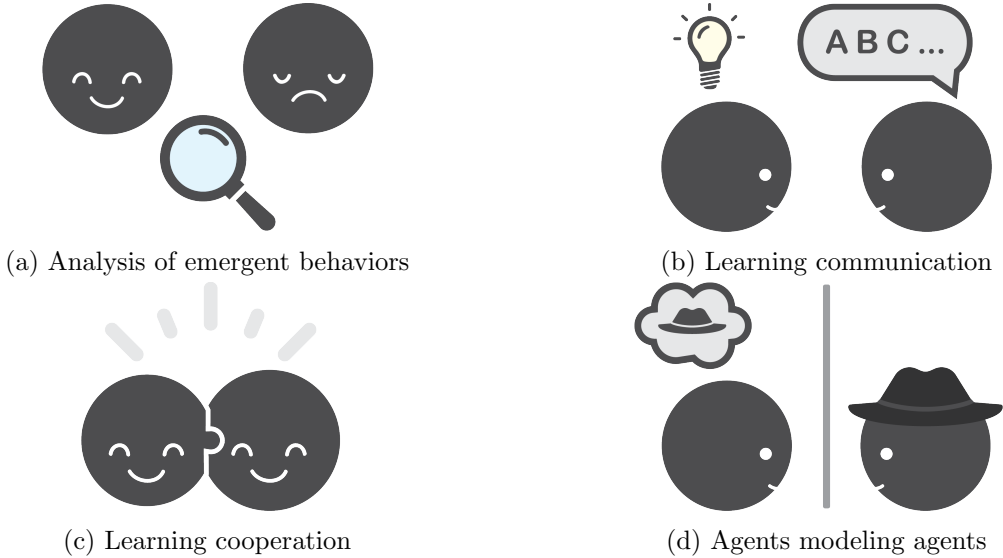 A B C ...
(a) Analysis of emergent behaviors
(b) Learning communication
(c) Learning cooperation
(d) Agents modeling agents